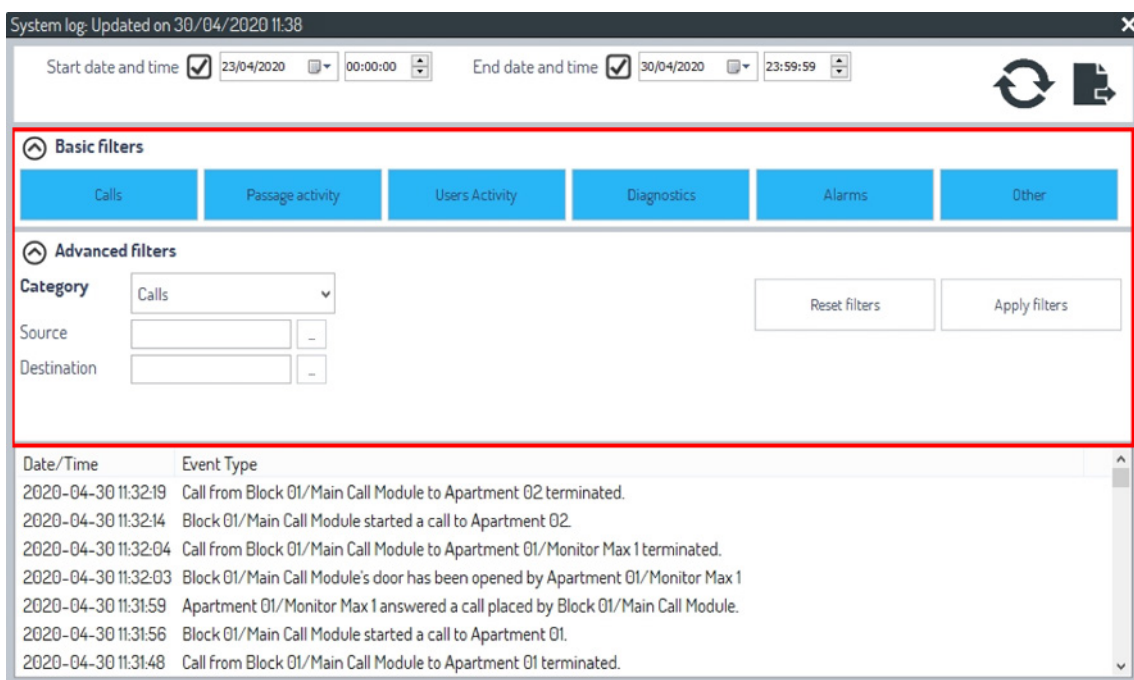 System log: Updated on 30/04/2020 11:38
Start date and time 23/04/2020 00:00:00 End date and time 30/04/2020 23:59:59
Basic filters
Calls Passage activity Users Activity Diagnostics Alarms Other
Advanced filters
Category Calls Reset filters Apply filters
Source ...
Destination ...
Date/Time Event Type
2020-04-30 11:32:19 Call from Block 01/Main Call Module to Apartment 02 terminated.
2020-04-30 11:32:14 Block 01/Main Call Module started a call to Apartment 02.
2020-04-30 11:32:04 Call from Block 01/Main Call Module to Apartment 01/Monitor Max 1 terminated.
2020-04-30 11:32:03 Block 01/Main Call Module's door has been opened by Apartment 01/Monitor Max 1
2020-04-30 11:31:59 Apartment 01/Monitor Max 1 answered a call placed by Block 01/Main Call Module.
2020-04-30 11:31:56 Block 01/Main Call Module started a call to Apartment 01.
2020-04-30 11:31:48 Call from Block 01/Main Call Module to Apartment 01 terminated.